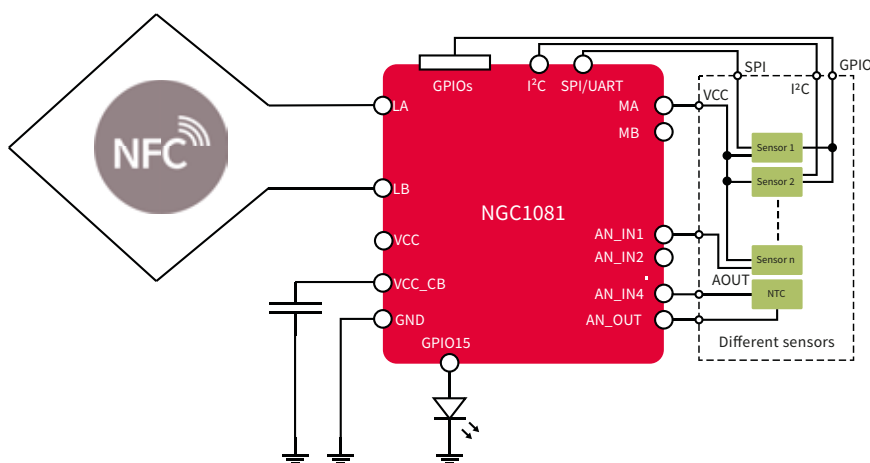 SPI
GPIO
GPIOs
I²C
SPI/UART
I²C
VCC
LA
MA
MB
NFC
Sensor 1
Sensor 2
LB
NGC1081
VCC
AN_IN1
AN_IN2
Sensor n
AOUT
VCC_CB
AN_IN4
NTC
GND
AN_OUT
GPIO15
Different sensors